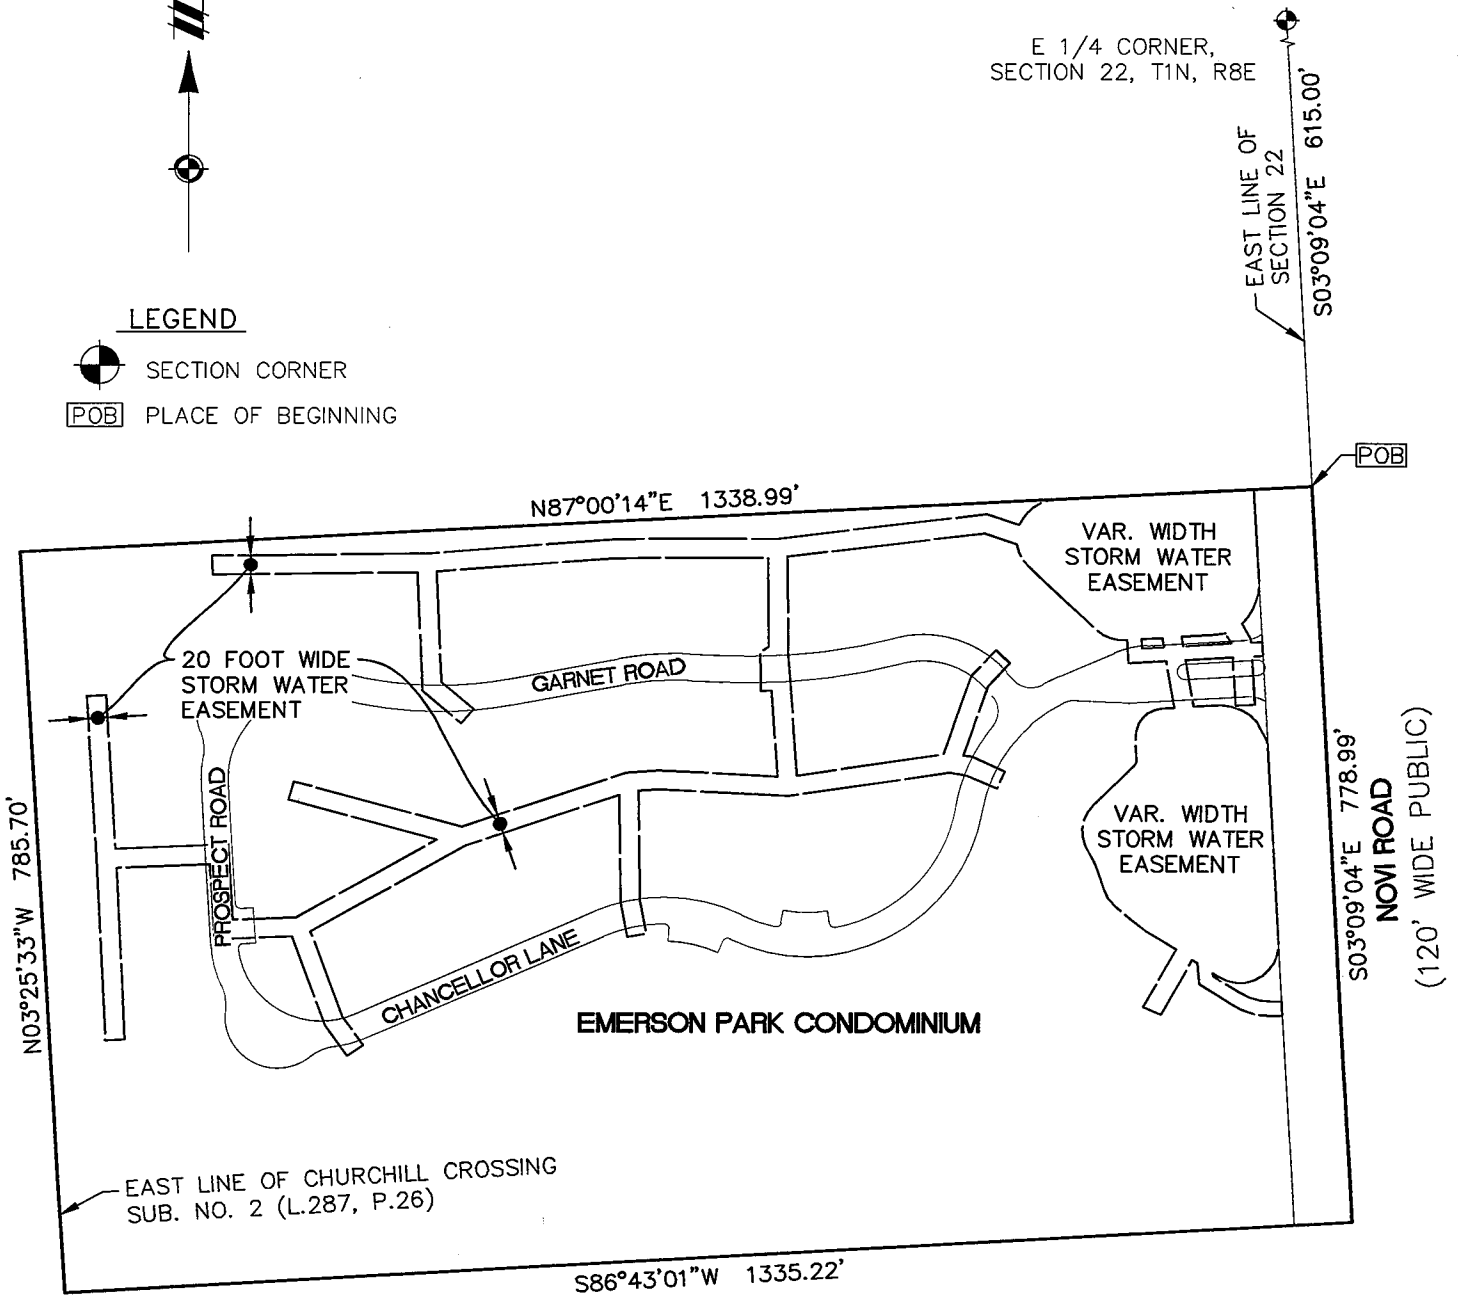 E 1/4 CORNER,
SECTION 22, T1N, R8E
EAST LINE OF
SECTION 22
S03°09'04"E 615.00'
LEGEND
SECTION CORNER
POB PLACE OF BEGINNING
POB
N87°00'14"E 1338.99'
VAR. WIDTH
STORM WATER
EASEMENT
20 FOOT WIDE
STORM WATER
EASEMENT
GARNET ROAD
PROSPECT ROAD
N03°25'33"W 785.70'
VAR. WIDTH
STORM WATER
EASEMENT
S03°09'04"E 778.99'
NOVI ROAD
(120' WIDE PUBLIC)
CHANCELLOR LANE
EMERSON PARK CONDOMINIUM
EAST LINE OF CHURCHILL CROSSING
SUB. NO. 2 (L.287, P.26)
S86°43'01"W 1335.22'